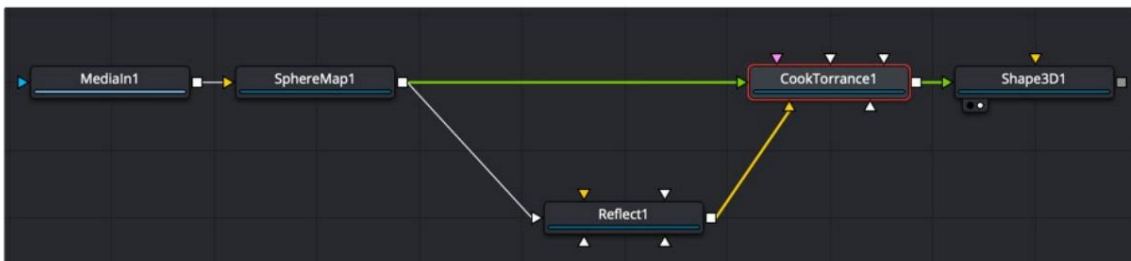 MediaIn1
SphereMap1
CookTorrance1
Shape3D1
Reflect1